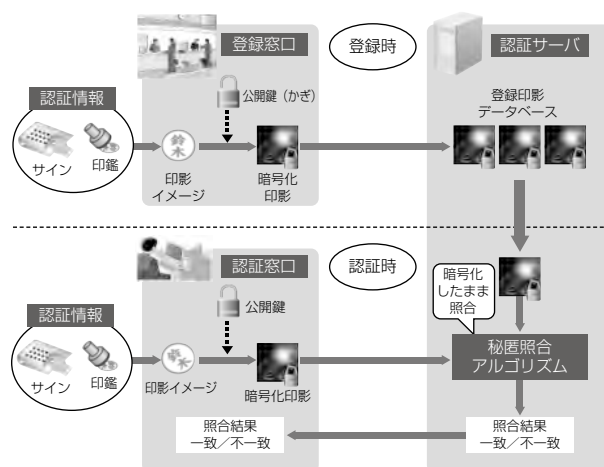 登録窓口
登録時
認証サーバ
認証情報
サイン
印鑑
公開鍵（かぎ）
鈴木
印影
イメージ
暗号化
印影
登録印影
データベース
認証窓口
認証時
暗号化
したまま
照合
認証情報
サイン
印鑑
公開鍵
鈴木
印影イメージ
暗号化印影
秘匿照合
アルゴリズム
照合結果
一致／不一致
照合結果
一致／不一致